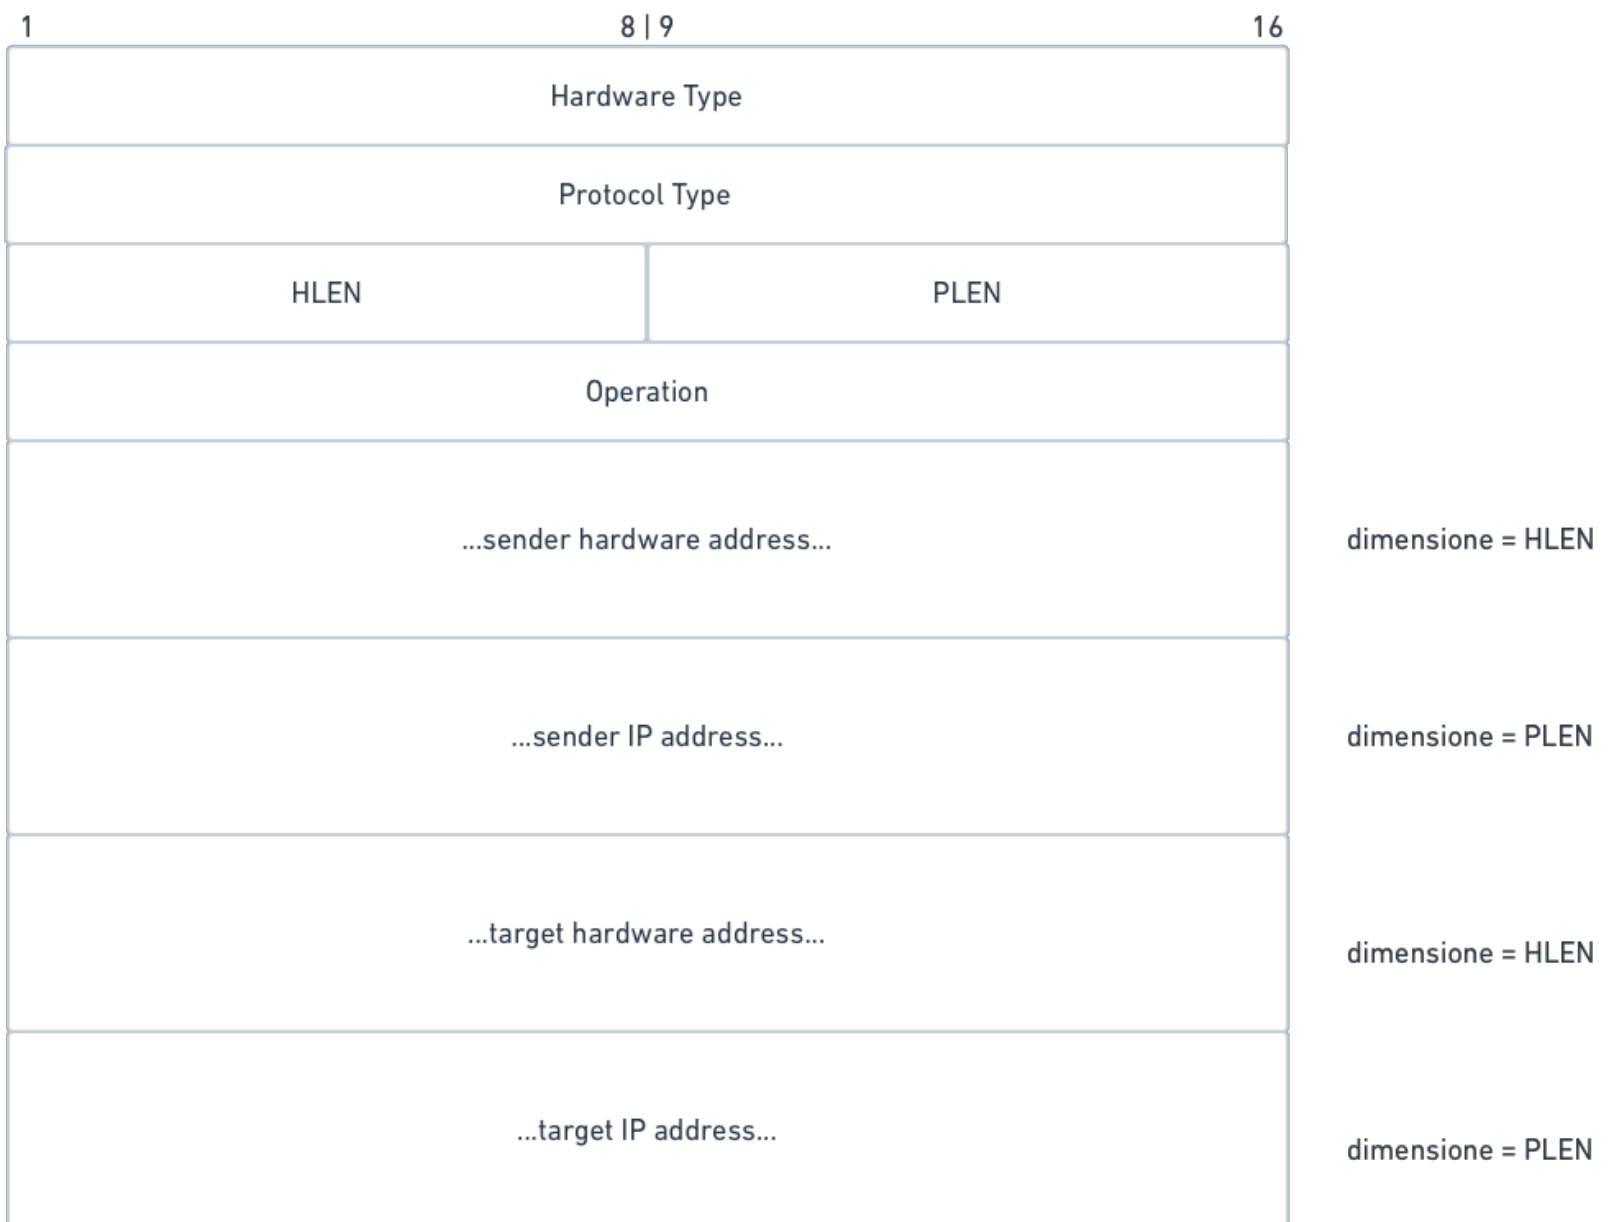 1 8 | 9 16
Hardware Type
Protocol Type
HLEN PLEN
Operation
...sender hardware address... dimensione = HLEN
...sender IP address... dimensione = PLEN
...target hardware address...
dimensione = HLEN
...target IP address...
dimensione = PLEN